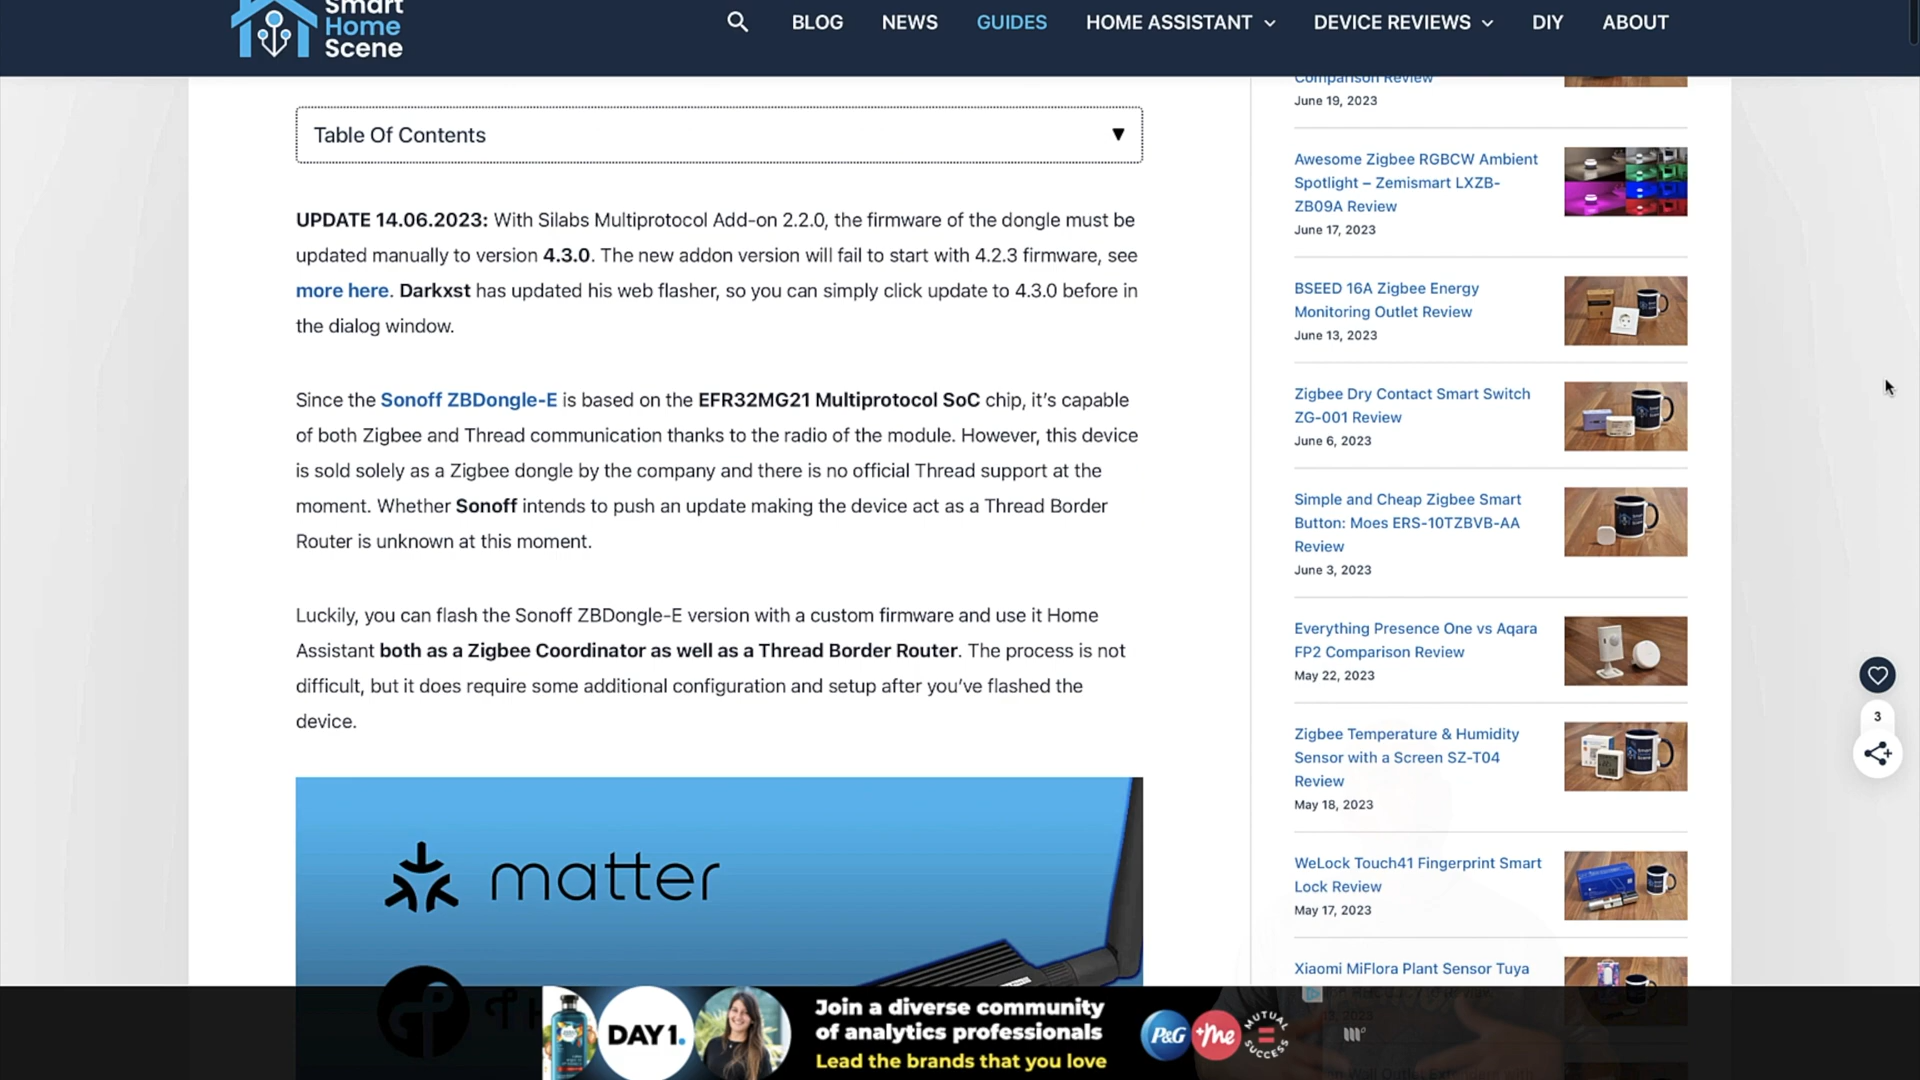 Smart
Home
Scene
BLOG
NEWS
GUIDES
HOME ASSISTANT
DEVICE REVIEWS
DIY
ABOUT
Table Of Contents
UPDATE 14.06.2023: With Silabs Multiprotocol Add-on 2.2.0, the firmware of the dongle must be
updated manually to version 4.3.0. The new addon version will fail to start with 4.2.3 firmware, see
more here. Darkxst has updated his web flasher, so you can simply click update to 4.3.0 before in
the dialog window.
Since the Sonoff ZBDongle-E is based on the EFR32MG21 Multiprotocol SoC chip, it's capable
of both Zigbee and Thread communication thanks to the radio of the module. However, this device
is sold solely as a Zigbee dongle by the company and there is no official Thread support at the
moment. Whether Sonoff intends to push an update making the device act as a Thread Border
Router is unknown at this moment.
Luckily, you can flash the Sonoff ZBDongle-E version with a custom firmware and use it Home
Assistant both as a Zigbee Coordinator as well as a Thread Border Router. The process is not
difficult, but it does require some additional configuration and setup after you've flashed the
device.
matter
Comparison Review
June 19, 2023
Awesome Zigbee RGBCW Ambient
Spotlight – Zemismart LXZB-
ZB09A Review
June 17, 2023
BSEED 16A Zigbee Energy
Monitoring Outlet Review
June 13, 2023
Zigbee Dry Contact Smart Switch
ZG-001 Review
June 6, 2023
Simple and Cheap Zigbee Smart
Button: Moes ERS-10TZBVB-AA
Review
June 3, 2023
Everything Presence One vs Aqara
FP2 Comparison Review
May 22, 2023
Zigbee Temperature & Humidity
Sensor with a Screen SZ-T04
Review
May 18, 2023
WeLock Touch41 Fingerprint Smart
Lock Review
May 17, 2023
Xiaomi MiFlora Plant Sensor Tuya
3
DAY 1.
Join a diverse community
of analytics professionals
Lead the brands that you love
P&G
+Me
MUTUAL
SUCCESS